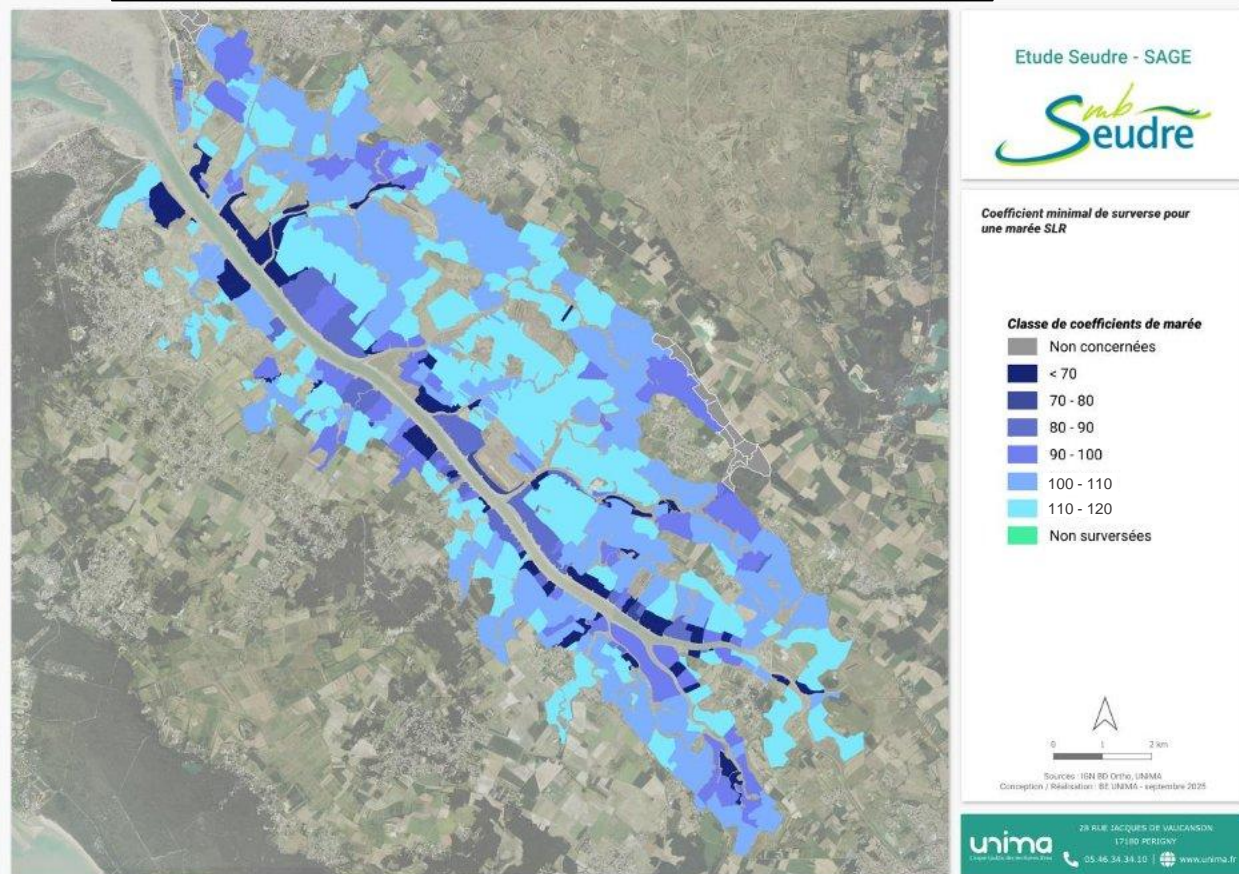 Etude Seudre - SAGE
mb
Seudre
Coefficient minimal de surverse pour
une marée SLR
Classe de coefficients de marée
Non concernées
< 70
70 - 80
80 - 90
90 - 100
100 - 110
110 - 120
Non surversées
0 1 2 km
Sources : IGN BD Ortho, UNIMA
Conception / Réalisation : BE UNIMA - septembre 2025
unima
28 RUE JACQUES DE VAUCANSON
17180 PERIGNY
05.46.34.34.10 | www.unima.fr